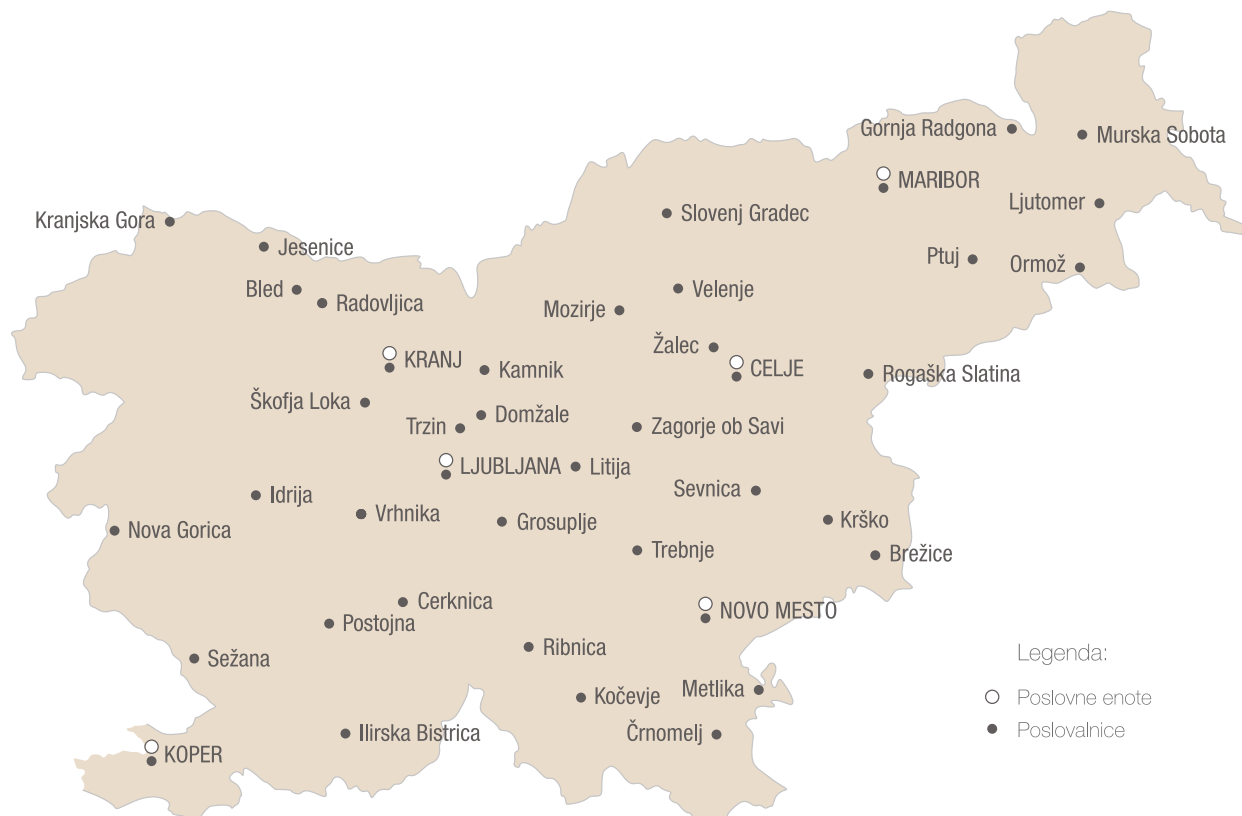 Gornja Radgona
Murska Sobota
MARIBOR
Ljutomer
Slovenj Gradec
Kranjska Gora
Jesenice
Ptuj
Ormož
Bled
Radovljica
Velenje
Mozirje
Žalec
KRANJ
Kamnik
CELJE
Rogaška Slatina
Škofja Loka
Domžale
Trzin
Zagorje ob Savi
LJUBLJANA
Litija
Sevnica
Idrija
Vrhnika
Grosuplje
Krško
Nova Gorica
Trebnje
Brežice
Cerknica
NOVO MESTO
Postojna
Ribnica
Sežana
Legenda:
Metlika
Kočevje
Poslovne enote
Ilirska Bistrica
Črnomelj
Poslovalnice
KOPER